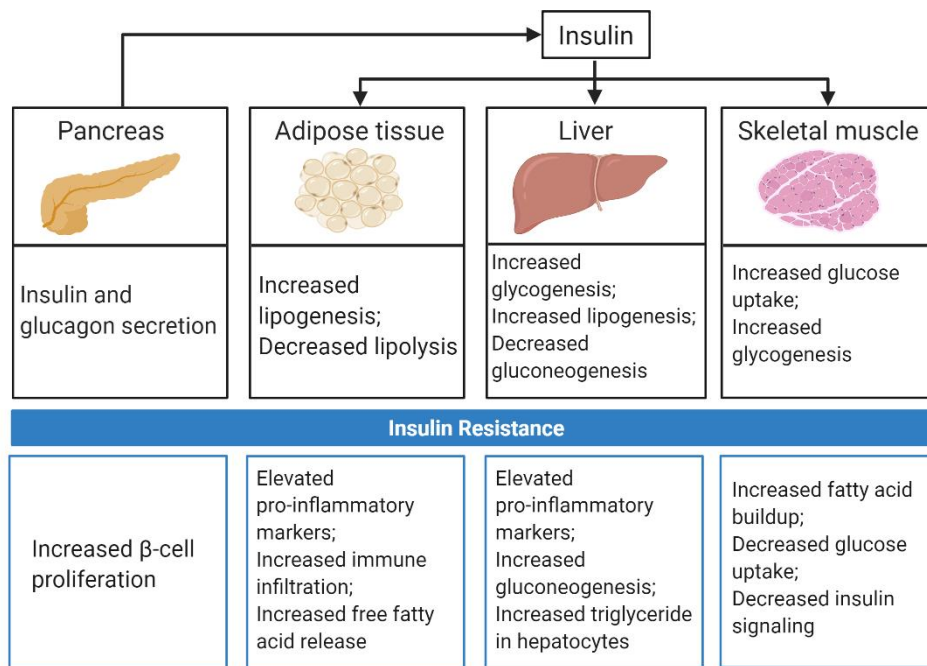 Insulin
Pancreas
Adipose tissue
Liver
Skeletal muscle
Insulin and
glucagon secretion
Increased
lipogenesis;
Decreased lipolysis
Increased
glycogenesis;
Increased lipogenesis;
Decreased
gluconeogenesis
Increased glucose
uptake;
Increased
glycogenesis
Insulin Resistance
Increased β-cell
proliferation
Elevated
pro-inflammatory
markers;
Increased immune
infiltration;
Increased free fatty
acid release
Elevated
pro-inflammatory
markers;
Increased
gluconeogenesis;
Increased triglyceride
in hepatocytes
Increased fatty acid
buildup;
Decreased glucose
uptake;
Decreased insulin
signaling